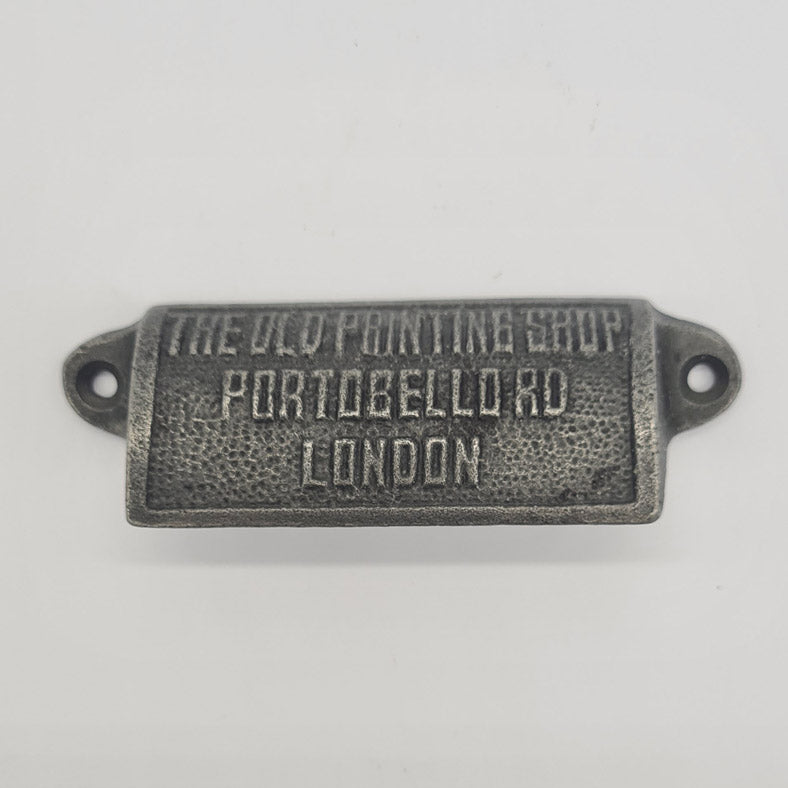 THE OLD PRINTING SHOP
PORTOBELLO RD
LONDON